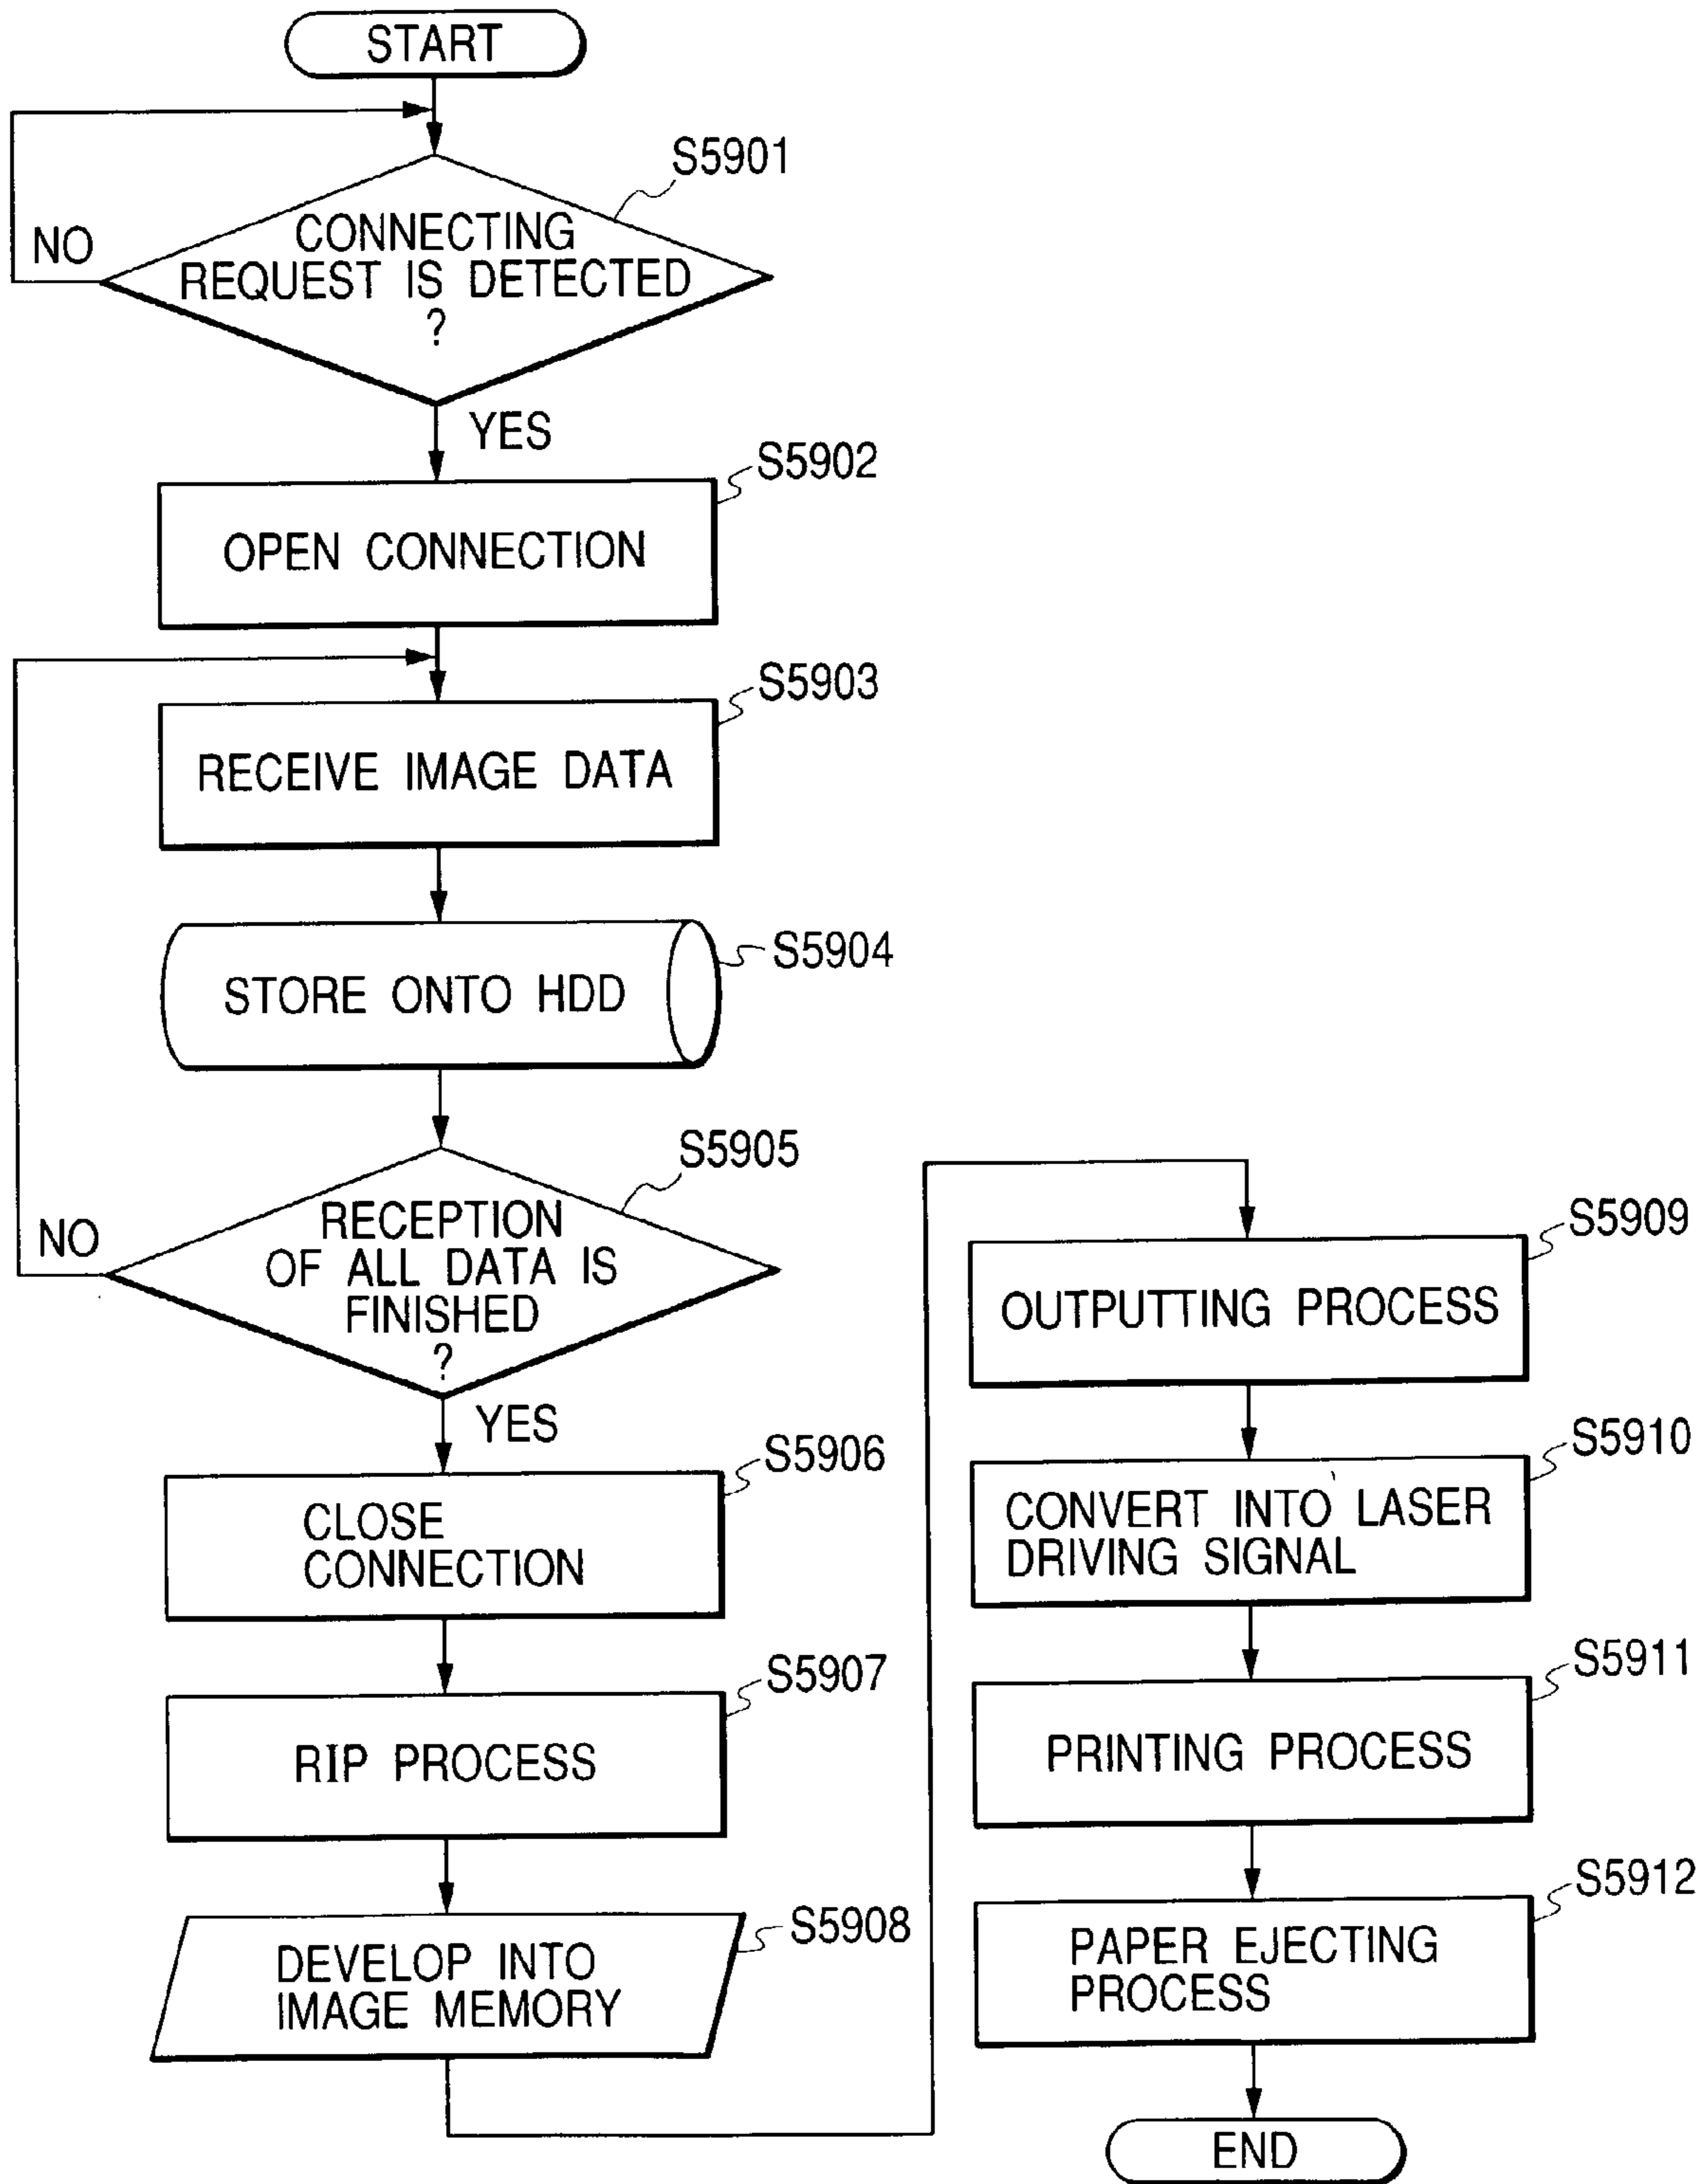 START
S5901
NO
CONNECTING
REQUEST IS DETECTED
?
YES
S5902
OPEN CONNECTION
S5903
RECEIVE IMAGE DATA
S5904
STORE ONTO HDD
S5905
NO
RECEPTION
OF ALL DATA IS
FINISHED
?
YES
S5906
CLOSE
CONNECTION
S5907
RIP PROCESS
S5908
DEVELOP INTO
IMAGE MEMORY
S5909
OUTPUTTING PROCESS
S5910
CONVERT INTO LASER
DRIVING SIGNAL
S5911
PRINTING PROCESS
S5912
PAPER EJECTING
PROCESS
END